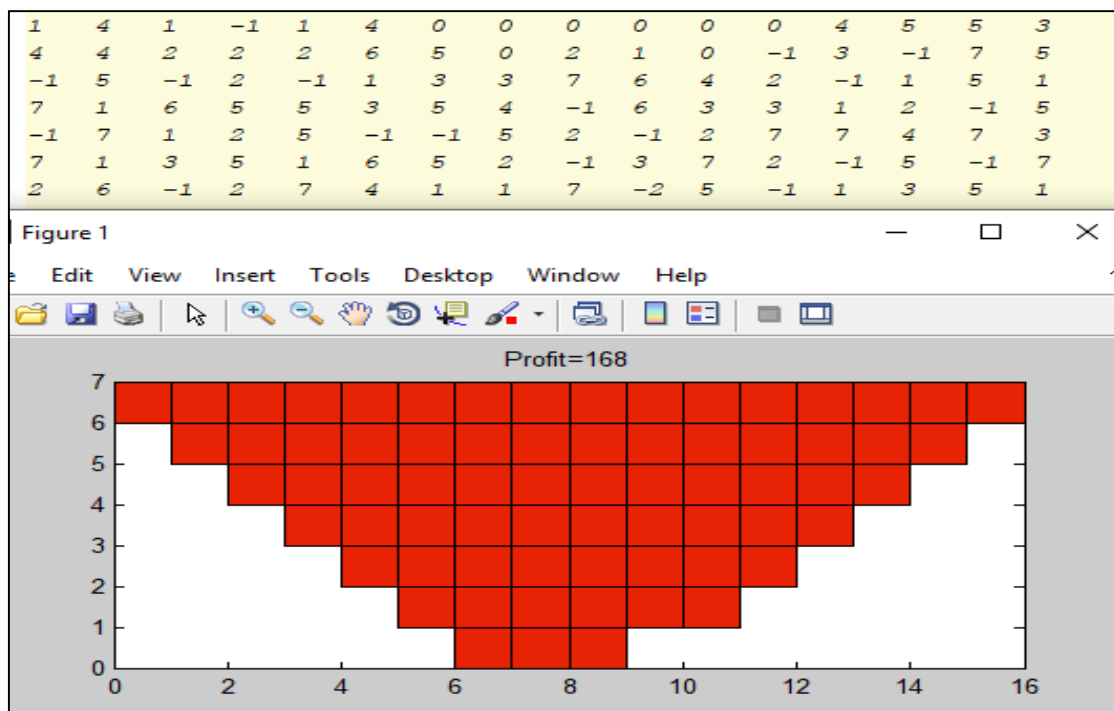 1 4 1 −1 1 4 0 0 0 0 0 0 4 5 5 3
4 4 2 2 2 6 5 0 2 1 0 −1 3 −1 7 5
−1 5 −1 2 −1 1 3 3 7 6 4 2 −1 1 5 1
7 1 6 5 5 3 5 4 −1 6 3 3 1 2 −1 5
−1 7 1 2 5 −1 −1 5 2 −1 2 7 7 4 7 3
7 1 3 5 1 6 5 2 −1 3 7 2 −1 5 −1 7
2 6 −1 2 7 4 1 1 7 −2 5 −1 1 3 5 1
Figure 1
Edit View Insert Tools Desktop Window Help
Profit=168
7
6
5
4
3
2
1
0
0 2 4 6 8 10 12 14 16